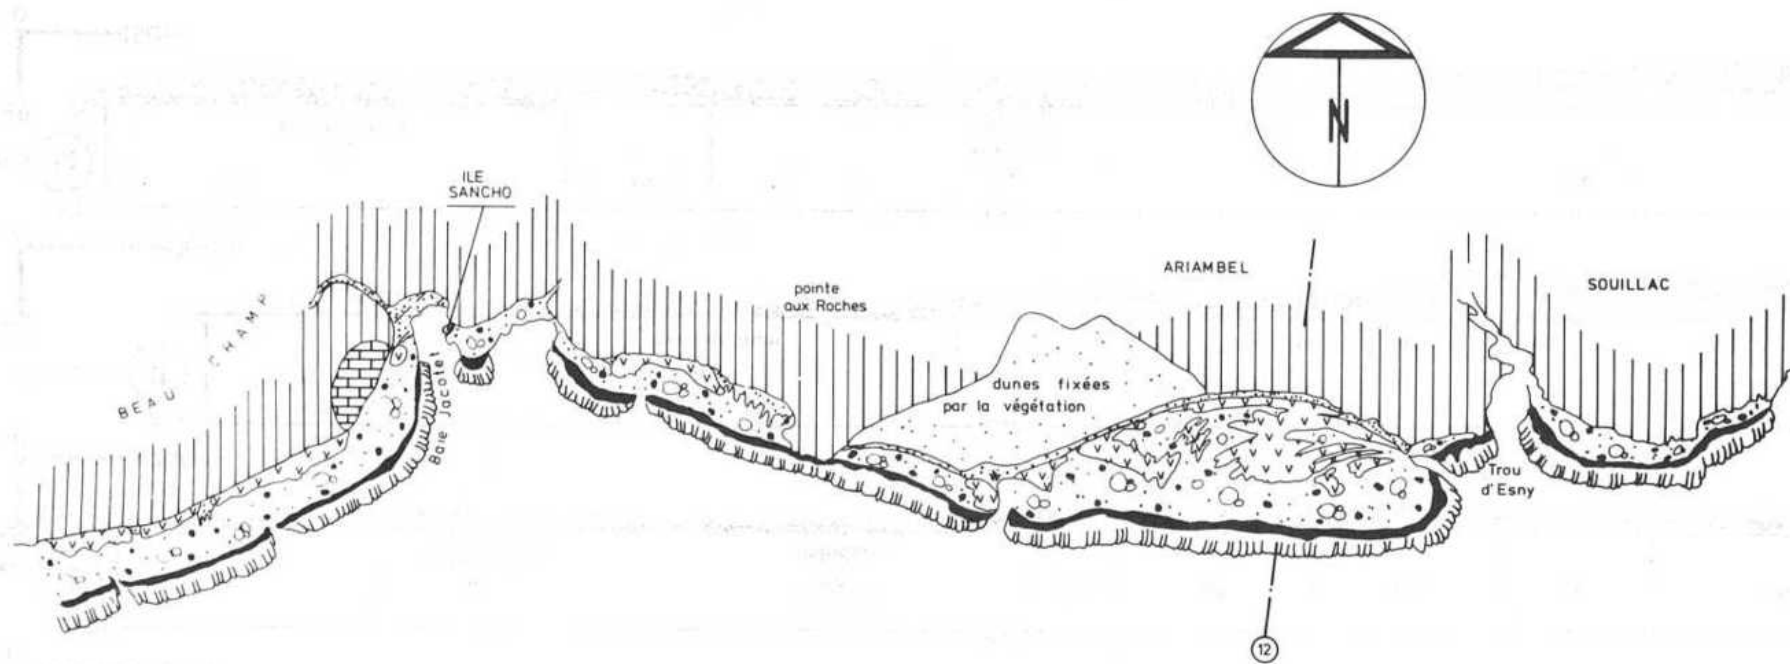 N
ILE
SANCHO
BEAU CHAMP
Baie Jacotet
pointe
aux Roches
ARIAMBEL
SOUILLAC
dunes fixées
par la végétation
Trou
d'Esny
12